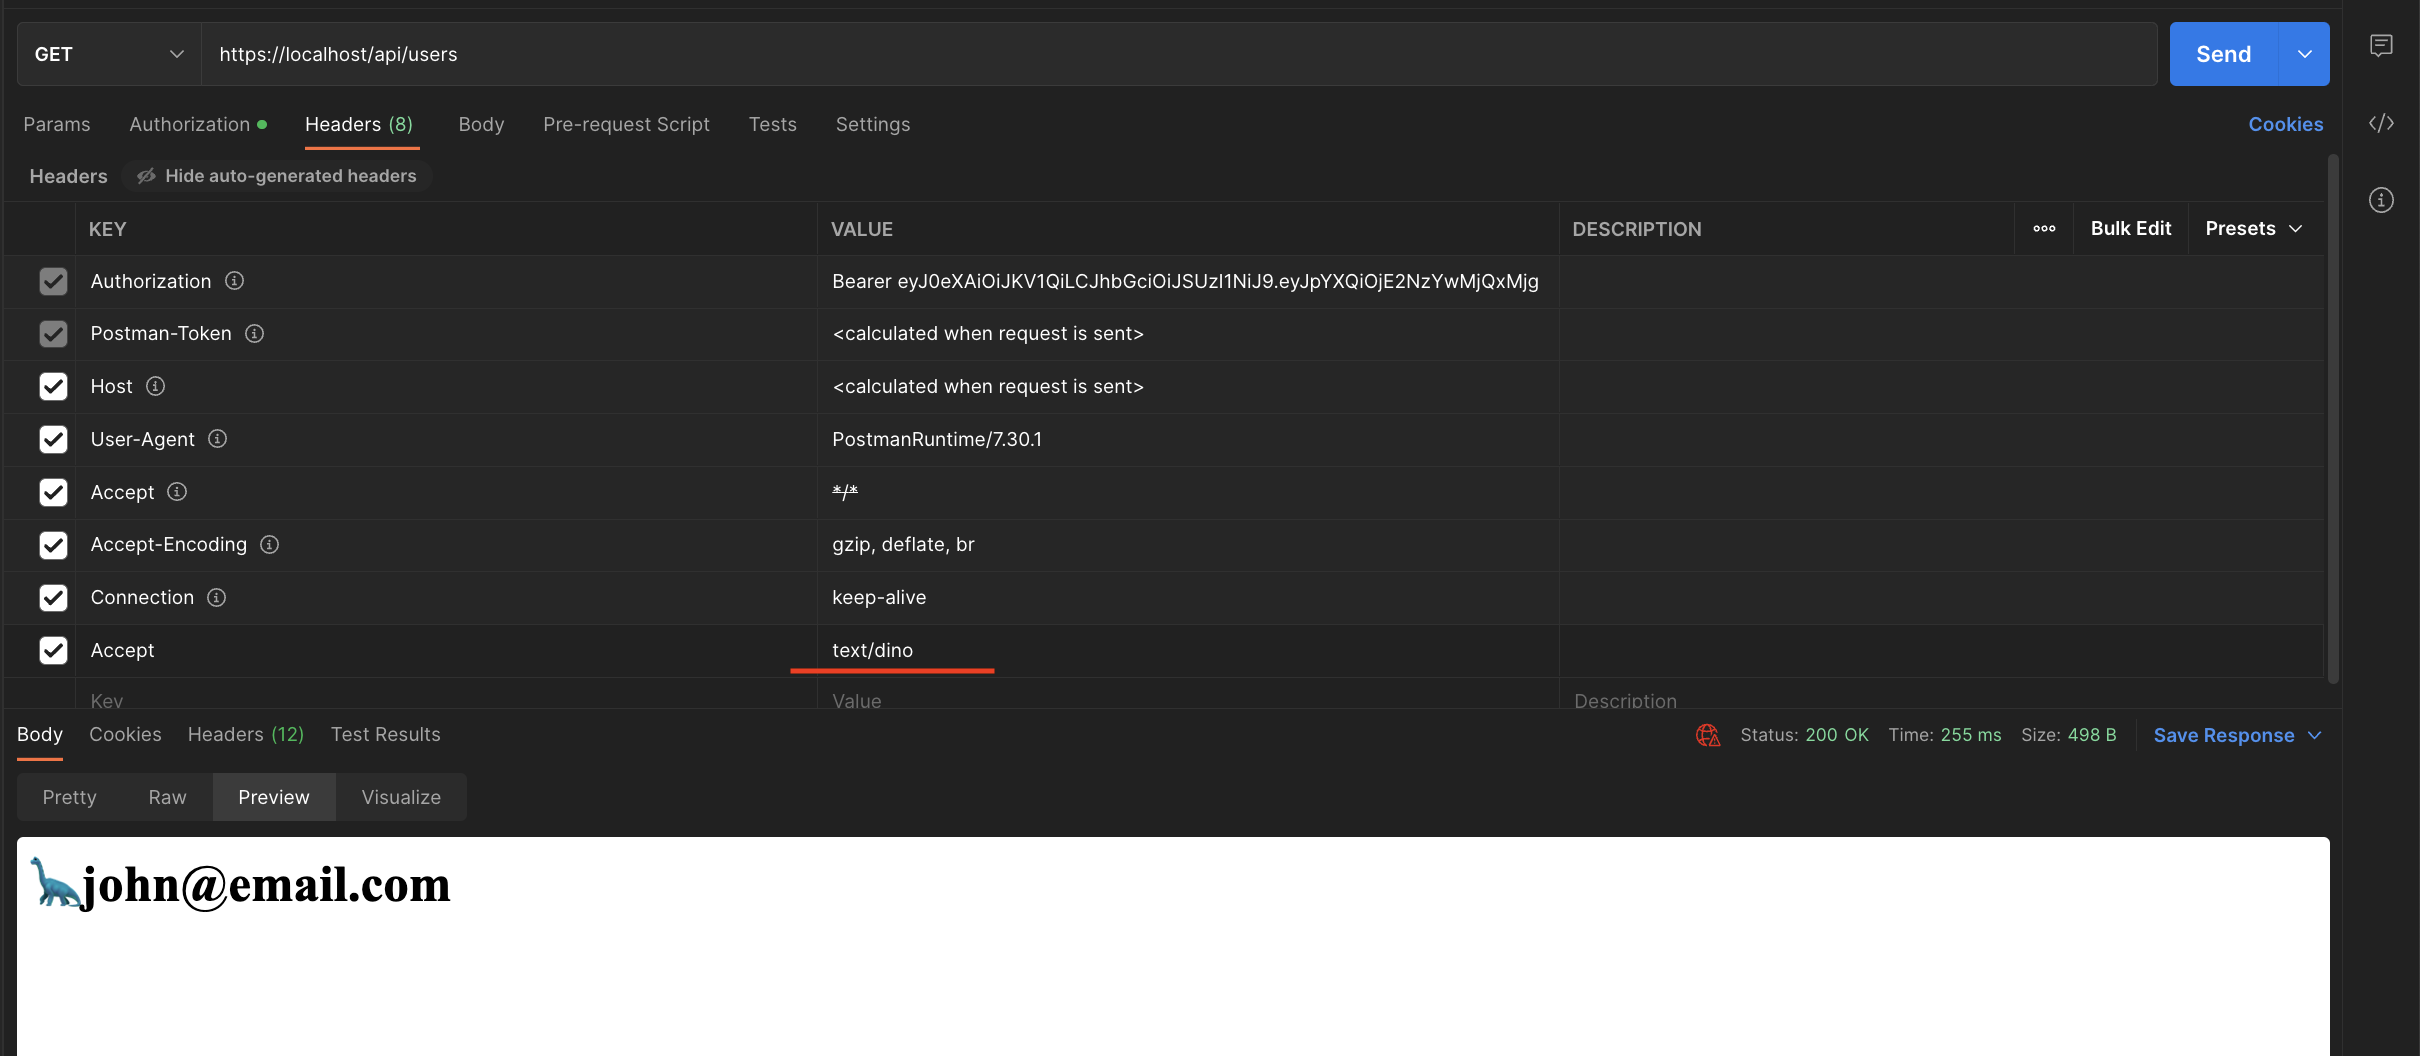 GET https://localhost/api/users Send
Params Authorization Headers (8) Body Pre-request Script Tests Settings Cookies
Headers Hide auto-generated headers
KEY VALUE DESCRIPTION Bulk Edit Presets
Authorization Bearer eyJ0eXAiOiJKV1QiLCJhbGciOiJSUzI1NiJ9.eyJpYXQiOjE2NzYwMjQxMjg
Postman-Token <calculated when request is sent>
Host <calculated when request is sent>
User-Agent PostmanRuntime/7.30.1
Accept */*
Accept-Encoding gzip, deflate, br
Connection keep-alive
Accept text/dino
Key Value Description
Body Cookies Headers (12) Test Results Status: 200 OK Time: 255 ms Size: 498 B Save Response
Pretty Raw Preview Visualize
🦕john@email.com